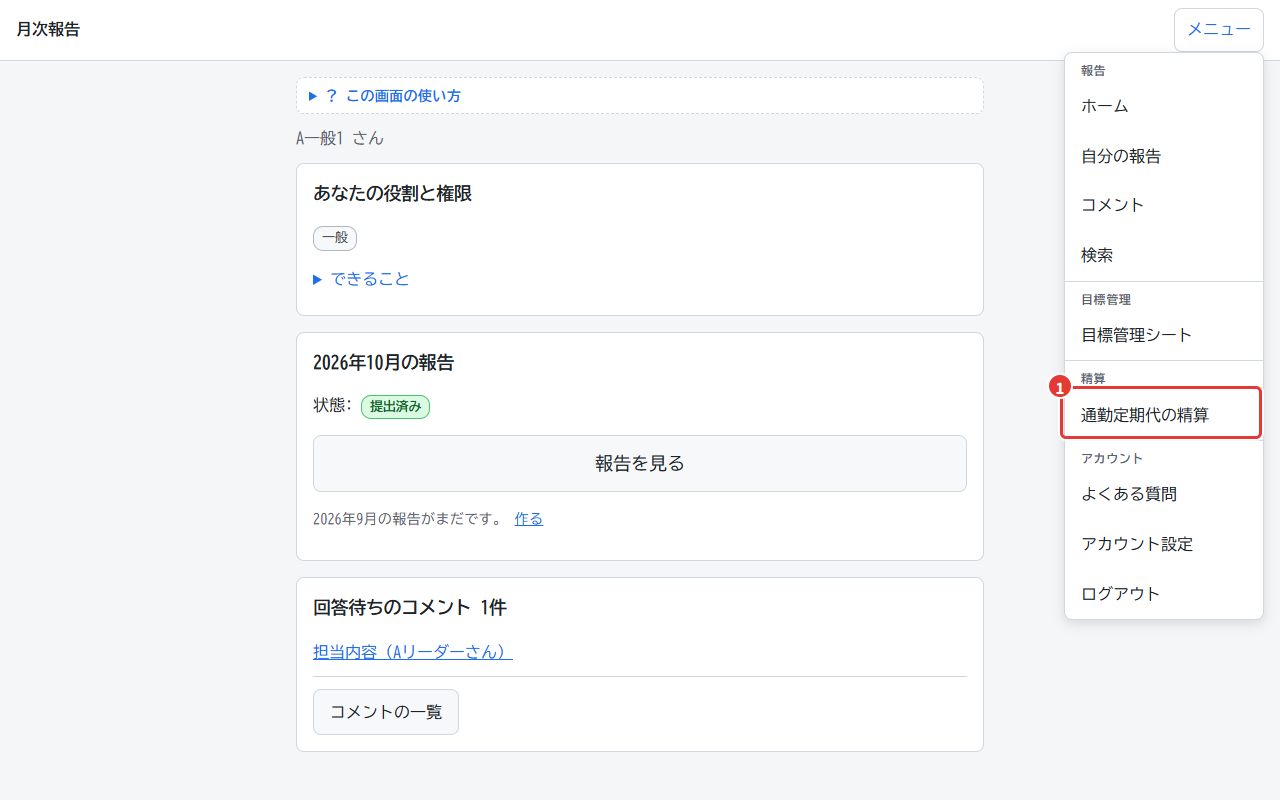 月次報告
メニュー
▶ ? この画面の使い方
A一般1 さん
あなたの役割と権限
一般
▶ できること
2026年10月の報告
状態: 提出済み
報告を見る
2026年9月の報告がまだです。 作る
回答待ちのコメント 1件
担当内容（Aリーダーさん）
コメントの一覧
報告
ホーム
自分の報告
コメント
検索
目標管理
目標管理シート
精算
1
通勤定期代の精算
アカウント
よくある質問
アカウント設定
ログアウト